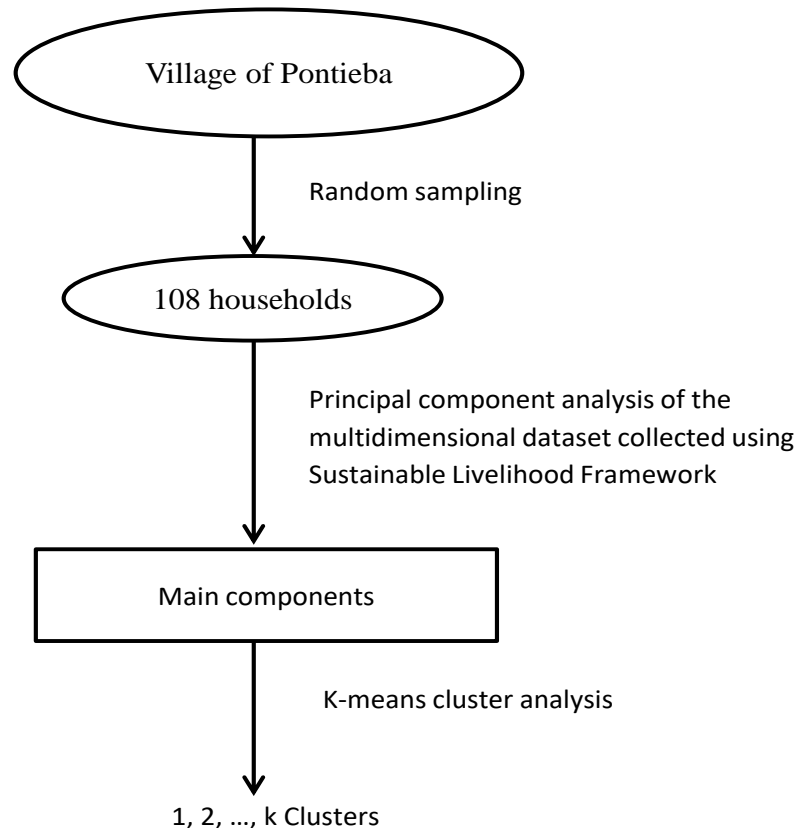 Village of Pontieba
Random sampling
108 households
Principal component analysis of the
multidimensional dataset collected using
Sustainable Livelihood Framework
Main components
K-means cluster analysis
1, 2, ..., k Clusters